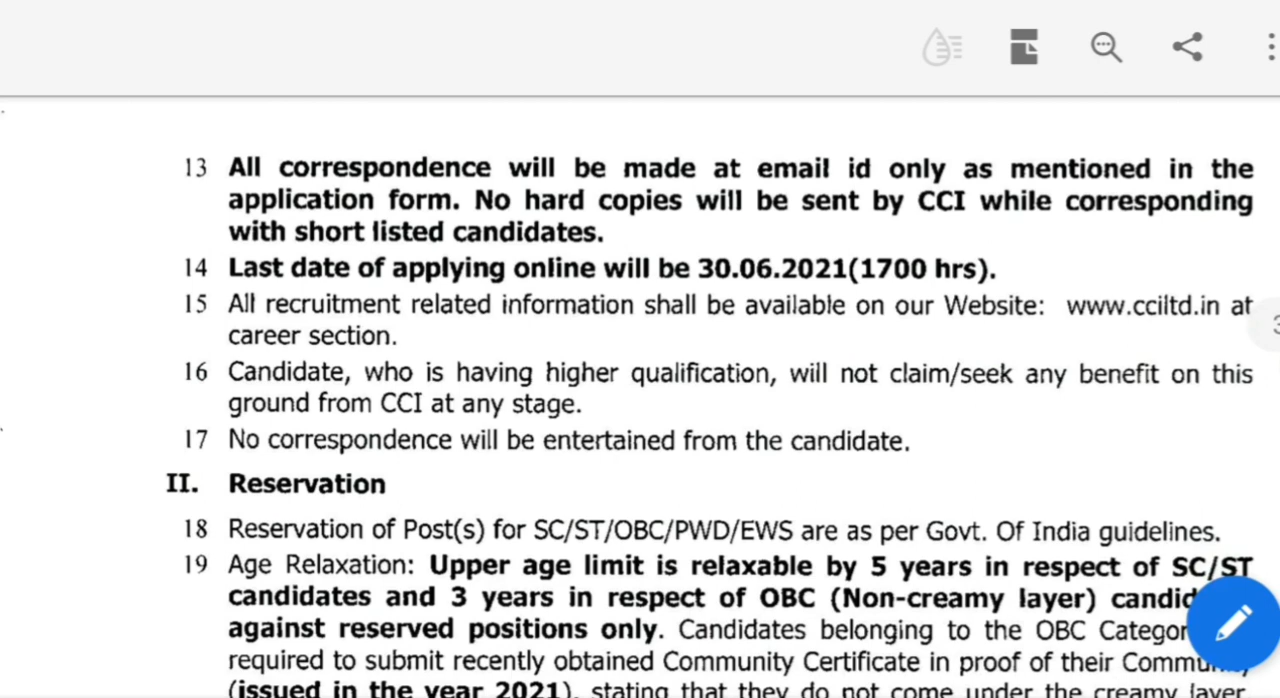 13 All correspondence will be made at email id only as mentioned in the
application form. No hard copies will be sent by CCI while corresponding
with short listed candidates.
14 Last date of applying online will be 30.06.2021(1700 hrs).
15 All recruitment related information shall be available on our Website: www.cciltd.in at
career section.
16 Candidate, who is having higher qualification, will not claim/seek any benefit on this
ground from CCI at any stage.
17 No correspondence will be entertained from the candidate.
II. Reservation
18 Reservation of Post(s) for SC/ST/OBC/PWD/EWS are as per Govt. Of India guidelines.
19 Age Relaxation: Upper age limit is relaxable by 5 years in respect of SC/ST
candidates and 3 years in respect of OBC (Non-creamy layer)
against reserved positions only. Candidates belonging to the OBC
required to submit recently obtained Community Certificate in proof of their
(issued in the year 2021), stating that they do not come under the creamy layer